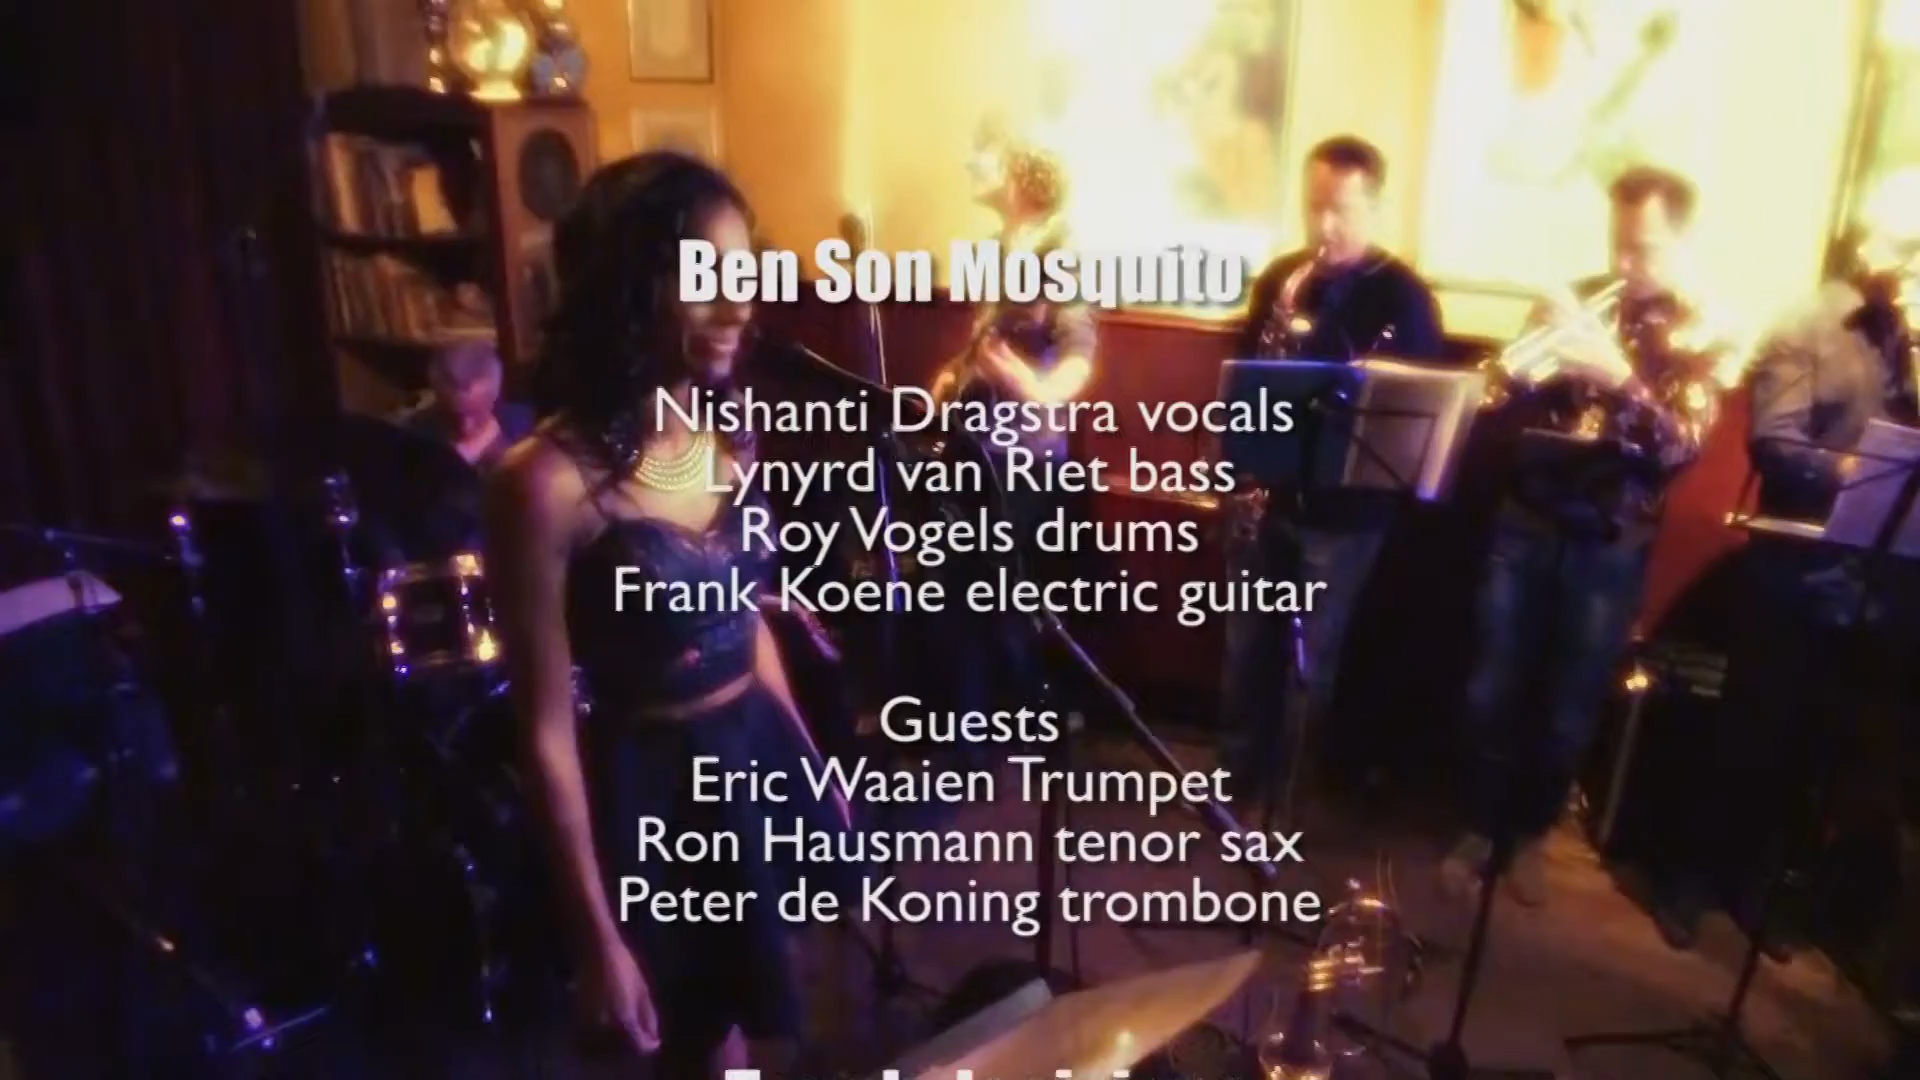 Ben Son Mosquito
Nishanti Dragstra vocals
Lynyrd van Riet bass
Roy Vogels drums
Frank Koene electric guitar
Guests
Eric Waaien Trumpet
Ron Hausmann tenor sax
Peter de Koning trombone